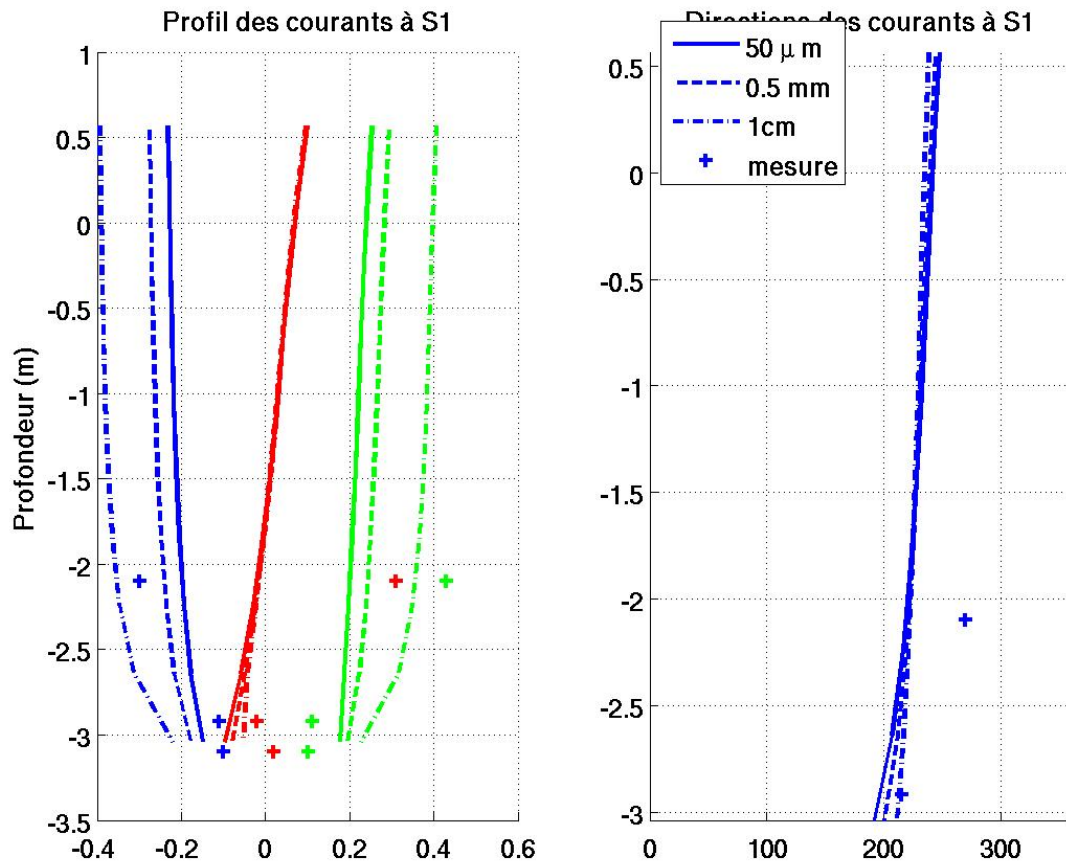 Profil des courants à S1
Directions des courants à S1
50 μ m
0.5 mm
1cm
mesure
Profondeur (m)
1
0.5
0
-0.5
-1
-1.5
-2
-2.5
-3
-3.5
-0.4 -0.2 0 0.2 0.4 0.6
0.5
0
-0.5
-1
-1.5
-2
-2.5
-3
0 100 200 300